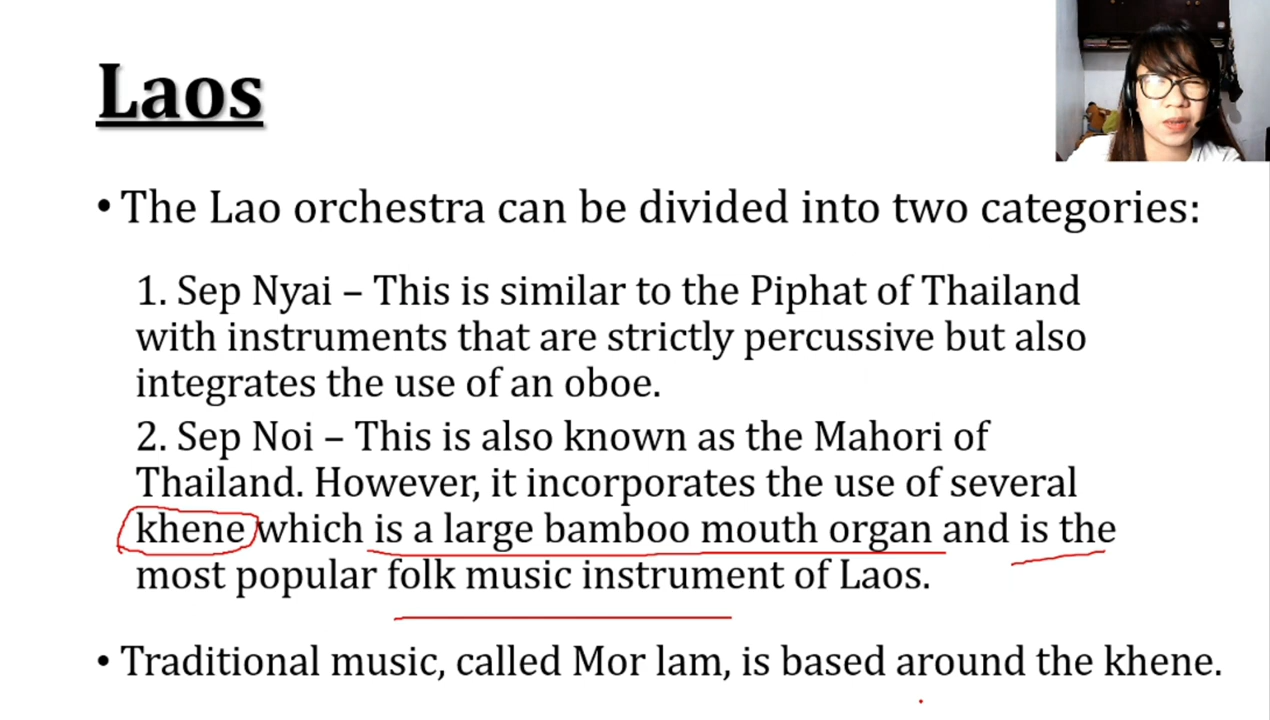 Laos
• The Lao orchestra can be divided into two categories:
1. Sep Nyai – This is similar to the Piphat of Thailand
with instruments that are strictly percussive but also
integrates the use of an oboe.
2. Sep Noi – This is also known as the Mahori of
Thailand. However, it incorporates the use of several
khene which is a large bamboo mouth organ and is the
most popular folk music instrument of Laos.
• Traditional music, called Mor lam, is based around the khene.